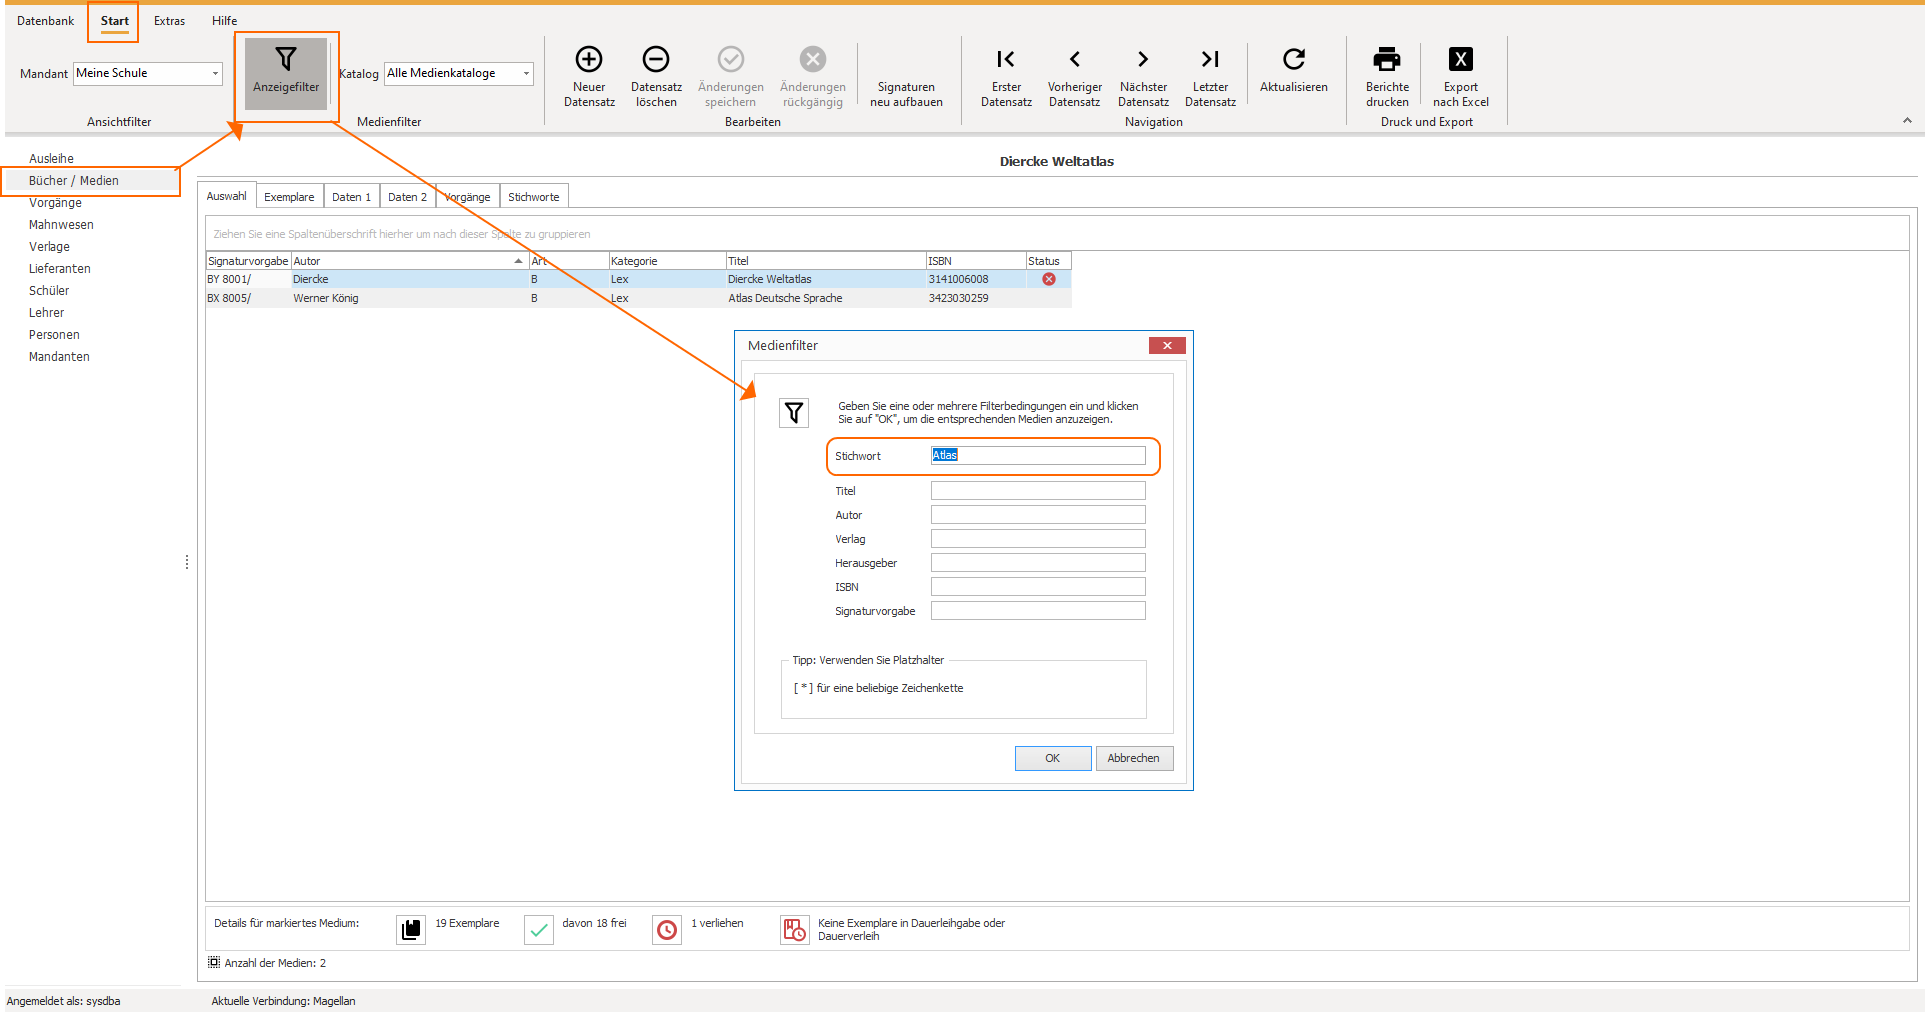 Datenbank Start Extras Hilfe
Mandant Meine Schule
Anzeigefilter
Katalog Alle Medienkataloge
Neuer Datensatz
Datensatz löschen
Änderungen speichern
Änderungen rückgängig
Signaturen neu aufbauen
Erster Datensatz
Vorheriger Datensatz
Nächster Datensatz
Letzter Datensatz
Aktualisieren
Berichte drucken
X
Export nach Excel
Ansichtfilter Medienfilter Bearbeiten Navigation Druck und Export
Ausleihe
Bücher / Medien
Vorgänge
Mahnwesen
Verlage
Lieferanten
Schüler
Lehrer
Personen
Mandanten
Diercke Weltatlas
Auswahl Exemplare Daten 1 Daten 2 Vorgänge Stichworte
Ziehen Sie eine Spaltenüberschrift hierher um nach dieser Spalte zu gruppieren
Signaturvorgabe Autor Art Kategorie Titel ISBN Status
BY 8001/ Diercke B Lex Diercke Weltatlas 3141006008
BX 8005/ Werner König B Lex Atlas Deutsche Sprache 3423030259
Medienfilter
Geben Sie eine oder mehrere Filterbedingungen ein und klicken
Sie auf "OK", um die entsprechenden Medien anzuzeigen.
Stichwort Atlas
Titel
Autor
Verlag
Herausgeber
ISBN
Signaturvorgabe
Tipp: Verwenden Sie Platzhalter
[ * ] für eine beliebige Zeichenkette
OK Abbrechen
Details für markiertes Medium: 19 Exemplare davon 18 frei 1 verliehen Keine Exemplare in Dauerleihgabe oder
Dauerverleih
Anzahl der Medien: 2
Angemeldet als: sysdba Aktuelle Verbindung: Magellan